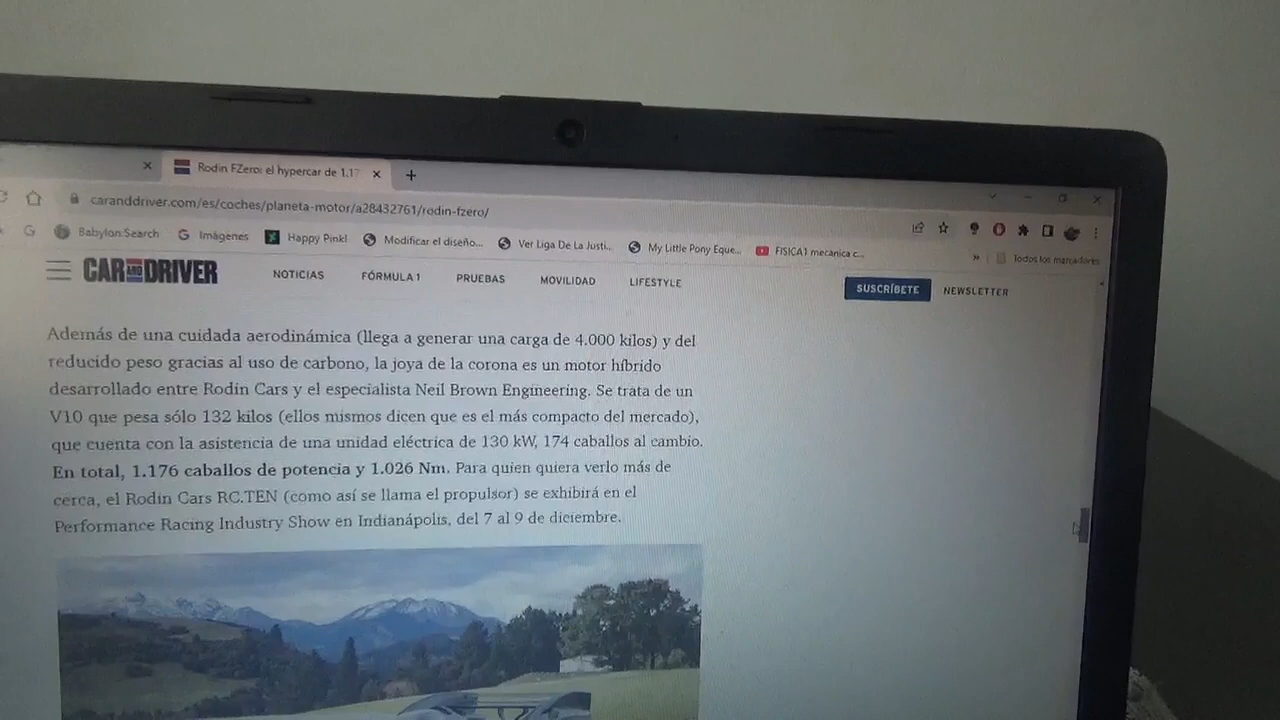 Rodin FZero: el hypercar de 1.17
caranddriver.com/es/coches/planeta-motor/a28432761/rodin-fzero/
Babylon Search
Imágenes
Happy Pinki
Modificar el diseño...
Ver Liga De La Justi...
My Little Pony Eque...
FISICA1 mecánica c...
Todos los marcadores
CAR AND DRIVER
NOTICIAS
FÓRMULA 1
PRUEBAS
MOVILIDAD
LIFESTYLE
SUSCRÍBETE
NEWSLETTER
Además de una cuidada aerodinámica (llega a generar una carga de 4.000 kilos) y del
reducido peso gracias al uso de carbono, la joya de la corona es un motor híbrido
desarrollado entre Rodin Cars y el especialista Neil Brown Engineering. Se trata de un
V10 que pesa sólo 132 kilos (ellos mismos dicen que es el más compacto del mercado),
que cuenta con la asistencia de una unidad eléctrica de 130 kW, 174 caballos al cambio.
En total, 1.176 caballos de potencia y 1.026 Nm. Para quien quiera verlo más de
cerca, el Rodin Cars RC.TEN (como así se llama el propulsor) se exhibirá en el
Performance Racing Industry Show en Indianápolis, del 7 al 9 de diciembre.